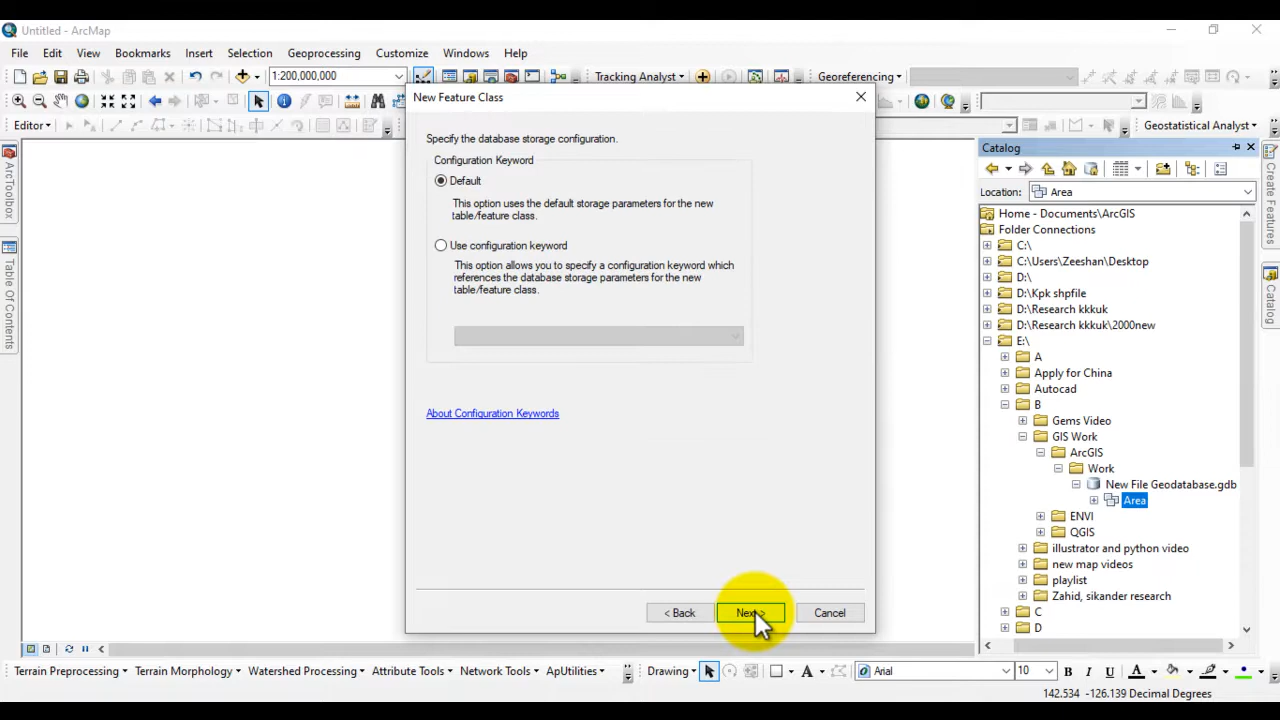 Untitled - ArcMap
File Edit View Bookmarks Insert Selection Geoprocessing Customize Windows Help
1:200,000,000
Tracking Analyst
Georeferencing
Editor
Geostatistical Analyst
ArcToolbox
Table Of Contents
New Feature Class
Specify the database storage configuration.
Configuration Keyword
Default
This option uses the default storage parameters for the new
table/feature class.
Use configuration keyword
This option allows you to specify a configuration keyword which
references the database storage parameters for the new
table/feature class.
About Configuration Keywords
< Back
Next >
Cancel
Catalog
Location: Area
Home - Documents\ArcGIS
Folder Connections
C:\
C:\Users\Zeeshan\Desktop
D:\
D:\Kpk shpfile
D:\Research kkkuk
D:\Research kkkuk\2000new
E:\
A
Apply for China
Autocad
B
Gems Video
GIS Work
ArcGIS
Work
New File Geodatabase.gdb
Area
ENVI
QGIS
illustrator and python video
new map videos
playlist
Zahid, sikander research
C
D
Create Features
Catalog
Terrain Processing Terrain Morphology Watershed Processing Attribute Tools Network Tools ApUtilities
Drawing
A
Arial
10
B I U A
142.534 -126.139 Decimal Degrees